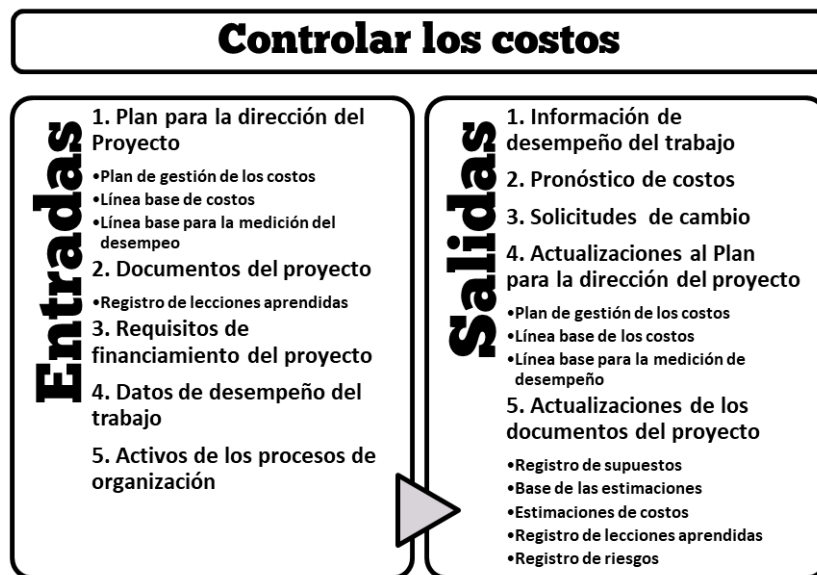 Controlar los costos
Entradas
1. Plan para la dirección del
Proyecto
•Plan de gestión de los costos
•Línea base de costos
•Línea base para la medición del
desempeo
2. Documentos del proyecto
•Registro de lecciones aprendidas
3. Requisitos de
financiamiento del proyecto
4. Datos de desempeño del
trabajo
5. Activos de los procesos de
organización
Salidas
1. Información de
desempeño del trabajo
2. Pronóstico de costos
3. Solicitudes de cambio
4. Actualizaciones al Plan
para la dirección del proyecto
•Plan de gestión de los costos
•Línea base de los costos
•Línea base para la medición de
desempeño
5. Actualizaciones de los
documentos del proyecto
•Registro de supuestos
•Base de las estimaciones
•Estimaciones de costos
•Registro de lecciones aprendidas
•Registro de riesgos